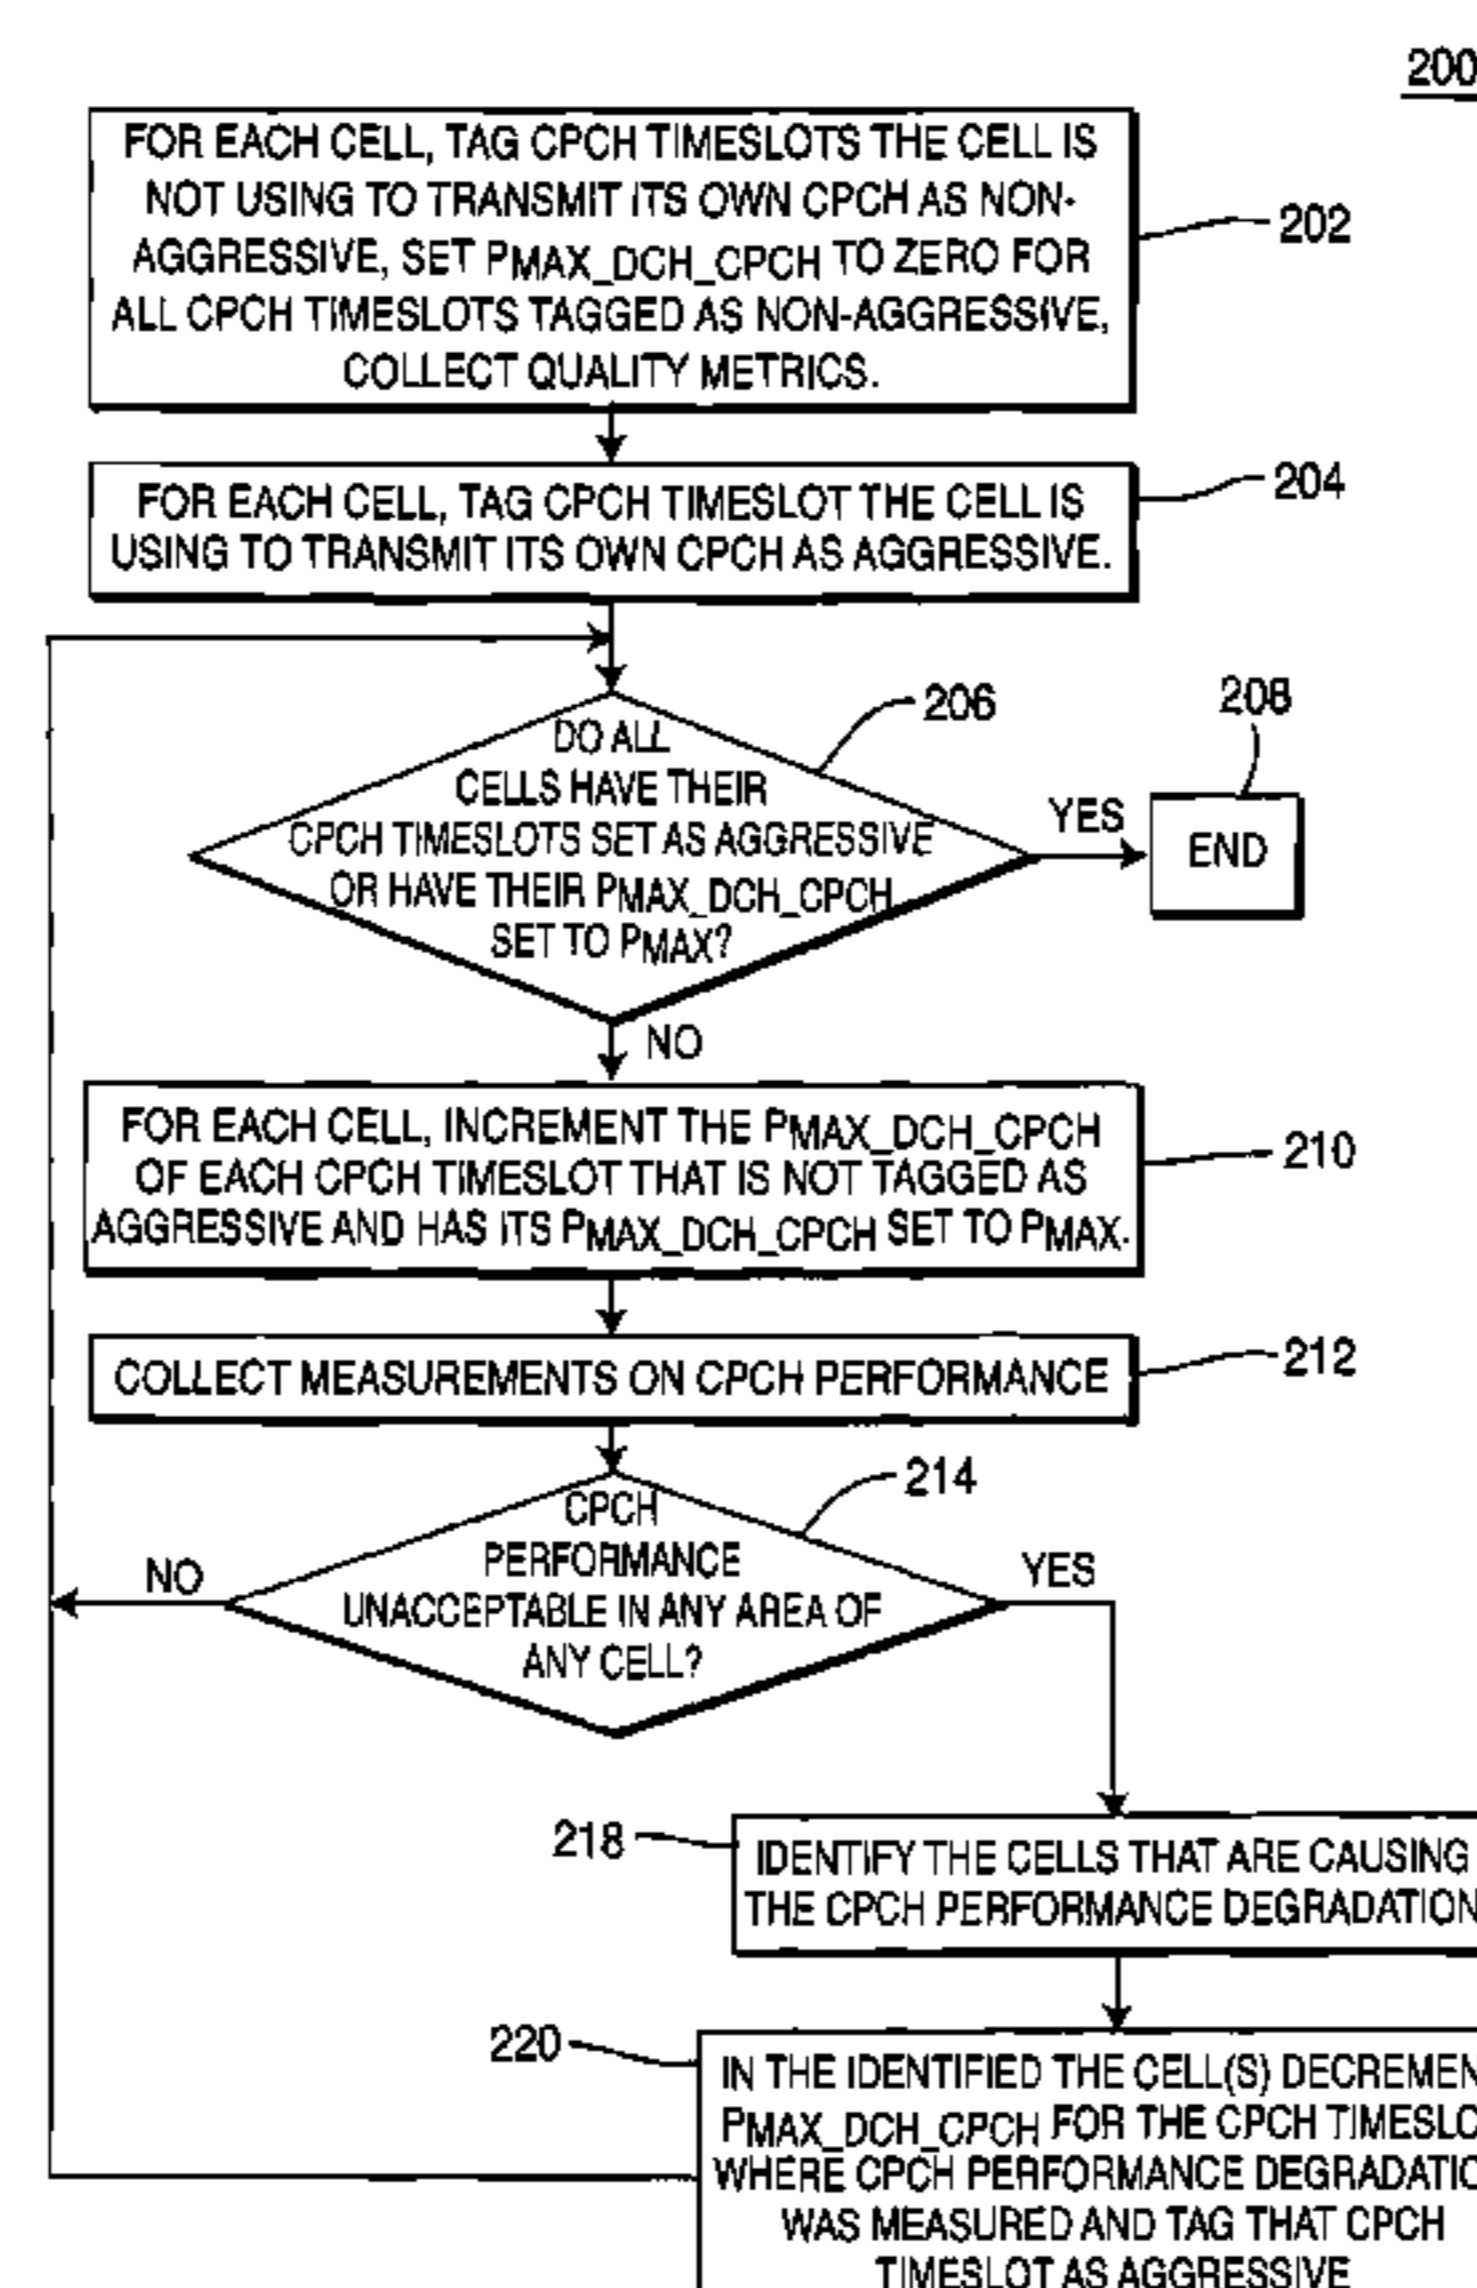 200
FOR EACH CELL, TAG CPCH TIMESLOTS THE CELL IS
NOT USING TO TRANSMIT ITS OWN CPCH AS NON-
AGGRESSIVE, SET PMAX_DCH_CPCH TO ZERO FOR
ALL CPCH TIMESLOTS TAGGED AS NON-AGGRESSIVE,
COLLECT QUALITY METRICS.
202
FOR EACH CELL, TAG CPCH TIMESLOT THE CELL IS
USING TO TRANSMIT ITS OWN CPCH AS AGGRESSIVE.
204
DO ALL
CELLS HAVE THEIR
CPCH TIMESLOTS SET AS AGGRESSIVE
OR HAVE THEIR PMAX_DCH_CPCH
SET TO PMAX?
206
YES
208
END
NO
FOR EACH CELL, INCREMENT THE PMAX_DCH_CPCH
OF EACH CPCH TIMESLOT THAT IS NOT TAGGED AS
AGGRESSIVE AND HAS ITS PMAX_DCH_CPCH SET TO PMAX.
210
COLLECT MEASUREMENTS ON CPCH PERFORMANCE
212
CPCH
PERFORMANCE
UNACCEPTABLE IN ANY AREA OF
ANY CELL?
214
NO
YES
218
IDENTIFY THE CELLS THAT ARE CAUSING
THE CPCH PERFORMANCE DEGRADATION
220
IN THE IDENTIFIED THE CELL(S) DECREMEN
PMAX_DCH_CPCH FOR THE CPCH TIMESLO
WHERE CPCH PERFORMANCE DEGRADATIO
WAS MEASURED AND TAG THAT CPCH
TIMESLOT AS AGGRESSIVE